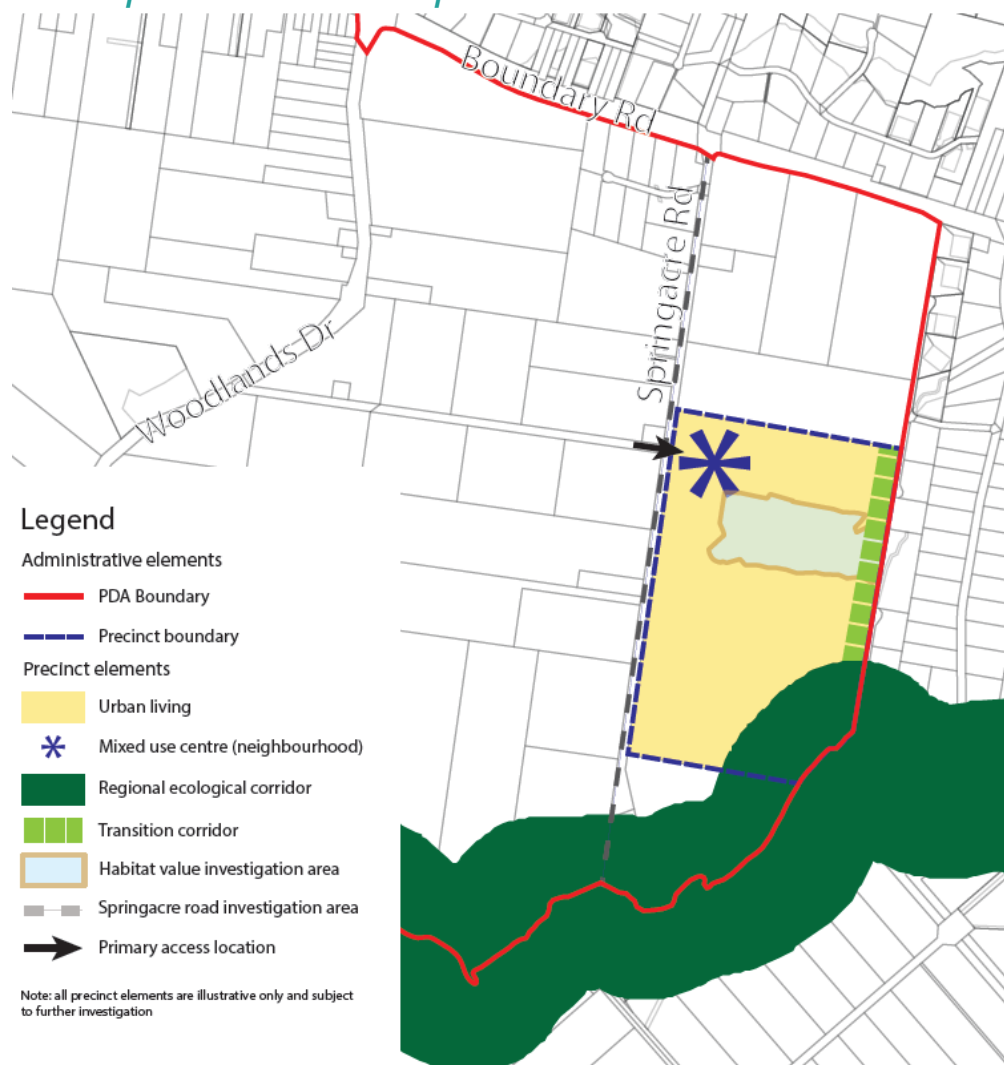 Boundary Rd
Springacre Rd
Woodlands Dr
Legend
Administrative elements
PDA Boundary
Precinct boundary
Precinct elements
Urban living
Mixed use centre (neighbourhood)
Regional ecological corridor
Transition corridor
Habitat value investigation area
Springacre road investigation area
Primary access location
Note: all precinct elements are illustrative only and subject
to further investigation